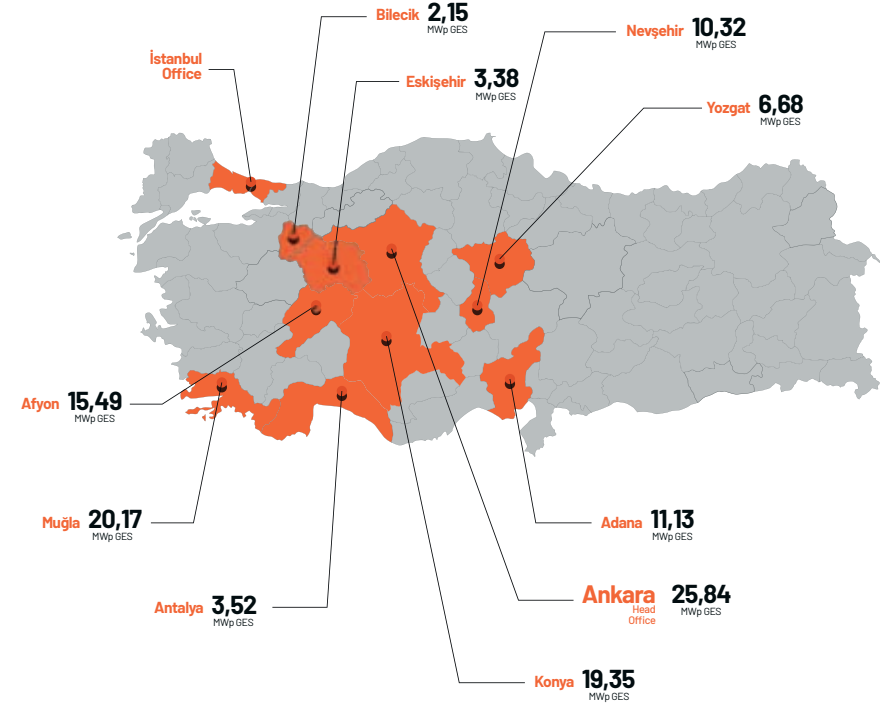 Bilecik 2,15
MWp GES
Nevşehir 10,32
MWp GES
İstanbul
Office
Eskişehir 3,38
MWp GES
Yozgat 6,68
MWp GES
Afyon 15,49
MWp GES
Muğla 20,17
MWp GES
Adana 11,13
MWp GES
Antalya 3,52
MWp GES
Ankara 25,84
Head
Office
MWp GES
Konya 19,35
MWp GES